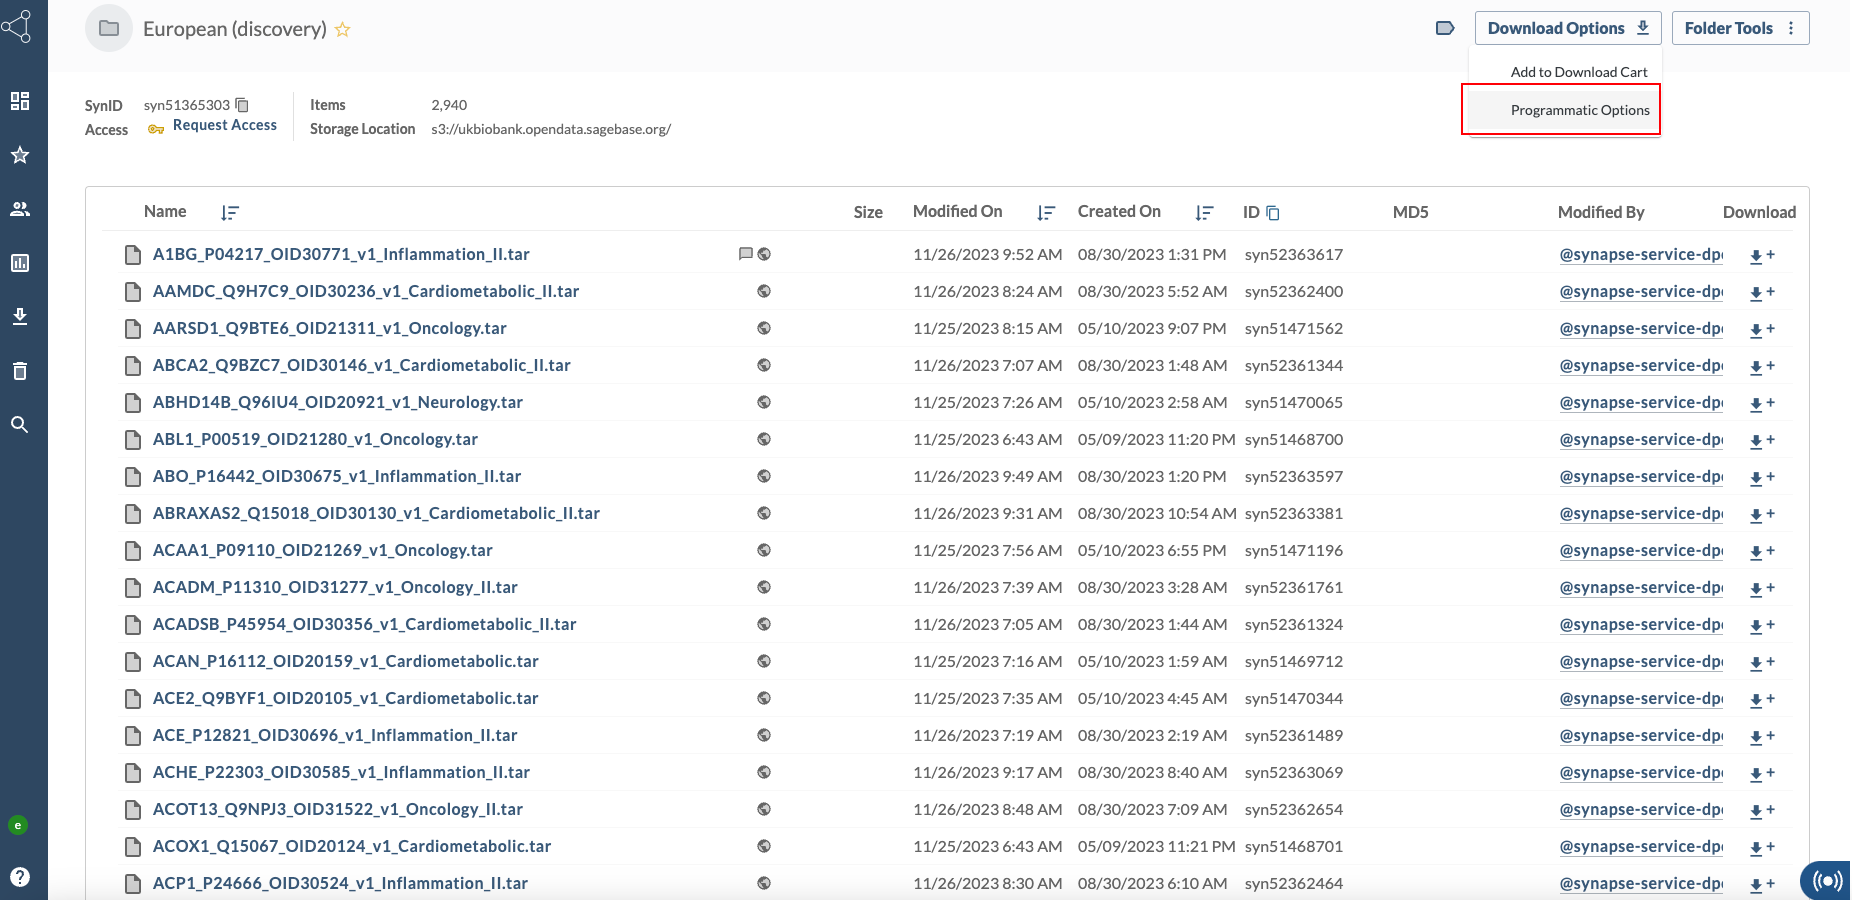 European (discovery)
Download Options
Folder Tools
Add to Download Cart
Programmatic Options
SynID syn51365303
Access Request Access
Items 2,940
Storage Location s3://ukbiobank.opendata.sagebase.org/
Name Size Modified On Created On ID MD5 Modified By Download
A1BG_P04217_OID30771_v1_Inflammation_II.tar 11/26/2023 9:52 AM 08/30/2023 1:31 PM syn52363617 @synapse-service-dp
AAMDC_Q9H7C9_OID30236_v1_Cardiometabolic_II.tar 11/26/2023 8:24 AM 08/30/2023 5:52 AM syn52362400 @synapse-service-dp
AARSD1_Q9BTE6_OID21311_v1_Oncology.tar 11/25/2023 8:15 AM 05/10/2023 9:07 PM syn51471562 @synapse-service-dp
ABCA2_Q9BZC7_OID30146_v1_Cardiometabolic_II.tar 11/26/2023 7:07 AM 08/30/2023 1:48 AM syn52361344 @synapse-service-dp
ABHD14B_Q96IU4_OID20921_v1_Neurology.tar 11/25/2023 7:26 AM 05/10/2023 2:58 AM syn51470065 @synapse-service-dp
ABL1_P00519_OID21280_v1_Oncology.tar 11/25/2023 6:43 AM 05/09/2023 11:20 PM syn51468700 @synapse-service-dp
ABO_P16442_OID30675_v1_Inflammation_II.tar 11/26/2023 9:49 AM 08/30/2023 1:20 PM syn52363597 @synapse-service-dp
ABRAXAS2_Q15018_OID30130_v1_Cardiometabolic_II.tar 11/26/2023 9:31 AM 08/30/2023 10:54 AM syn52363381 @synapse-service-dp
ACAA1_P09110_OID21269_v1_Oncology.tar 11/25/2023 7:56 AM 05/10/2023 6:55 PM syn51471196 @synapse-service-dp
ACADM_P11310_OID31277_v1_Oncology_II.tar 11/26/2023 7:39 AM 08/30/2023 3:28 AM syn52361761 @synapse-service-dp
ACADSB_P45954_OID30356_v1_Cardiometabolic_II.tar 11/26/2023 7:05 AM 08/30/2023 1:44 AM syn52361324 @synapse-service-dp
ACAN_P16112_OID20159_v1_Cardiometabolic.tar 11/25/2023 7:16 AM 05/10/2023 1:59 AM syn51469712 @synapse-service-dp
ACE2_Q9BYF1_OID20105_v1_Cardiometabolic.tar 11/25/2023 7:35 AM 05/10/2023 4:45 AM syn51470344 @synapse-service-dp
ACE_P12821_OID30696_v1_Inflammation_II.tar 11/26/2023 7:19 AM 08/30/2023 2:19 AM syn52361489 @synapse-service-dp
ACHE_P22303_OID30585_v1_Inflammation_II.tar 11/26/2023 9:17 AM 08/30/2023 8:40 AM syn52363069 @synapse-service-dp
ACOT13_Q9NPJ3_OID31522_v1_Oncology_II.tar 11/26/2023 8:48 AM 08/30/2023 7:09 AM syn52362654 @synapse-service-dp
ACOX1_Q15067_OID20124_v1_Cardiometabolic.tar 11/25/2023 6:43 AM 05/09/2023 11:21 PM syn51468701 @synapse-service-dp
ACP1_P24666_OID30524_v1_Inflammation_II.tar 11/26/2023 8:30 AM 08/30/2023 6:10 AM syn52362464 @synapse-service-dp
e